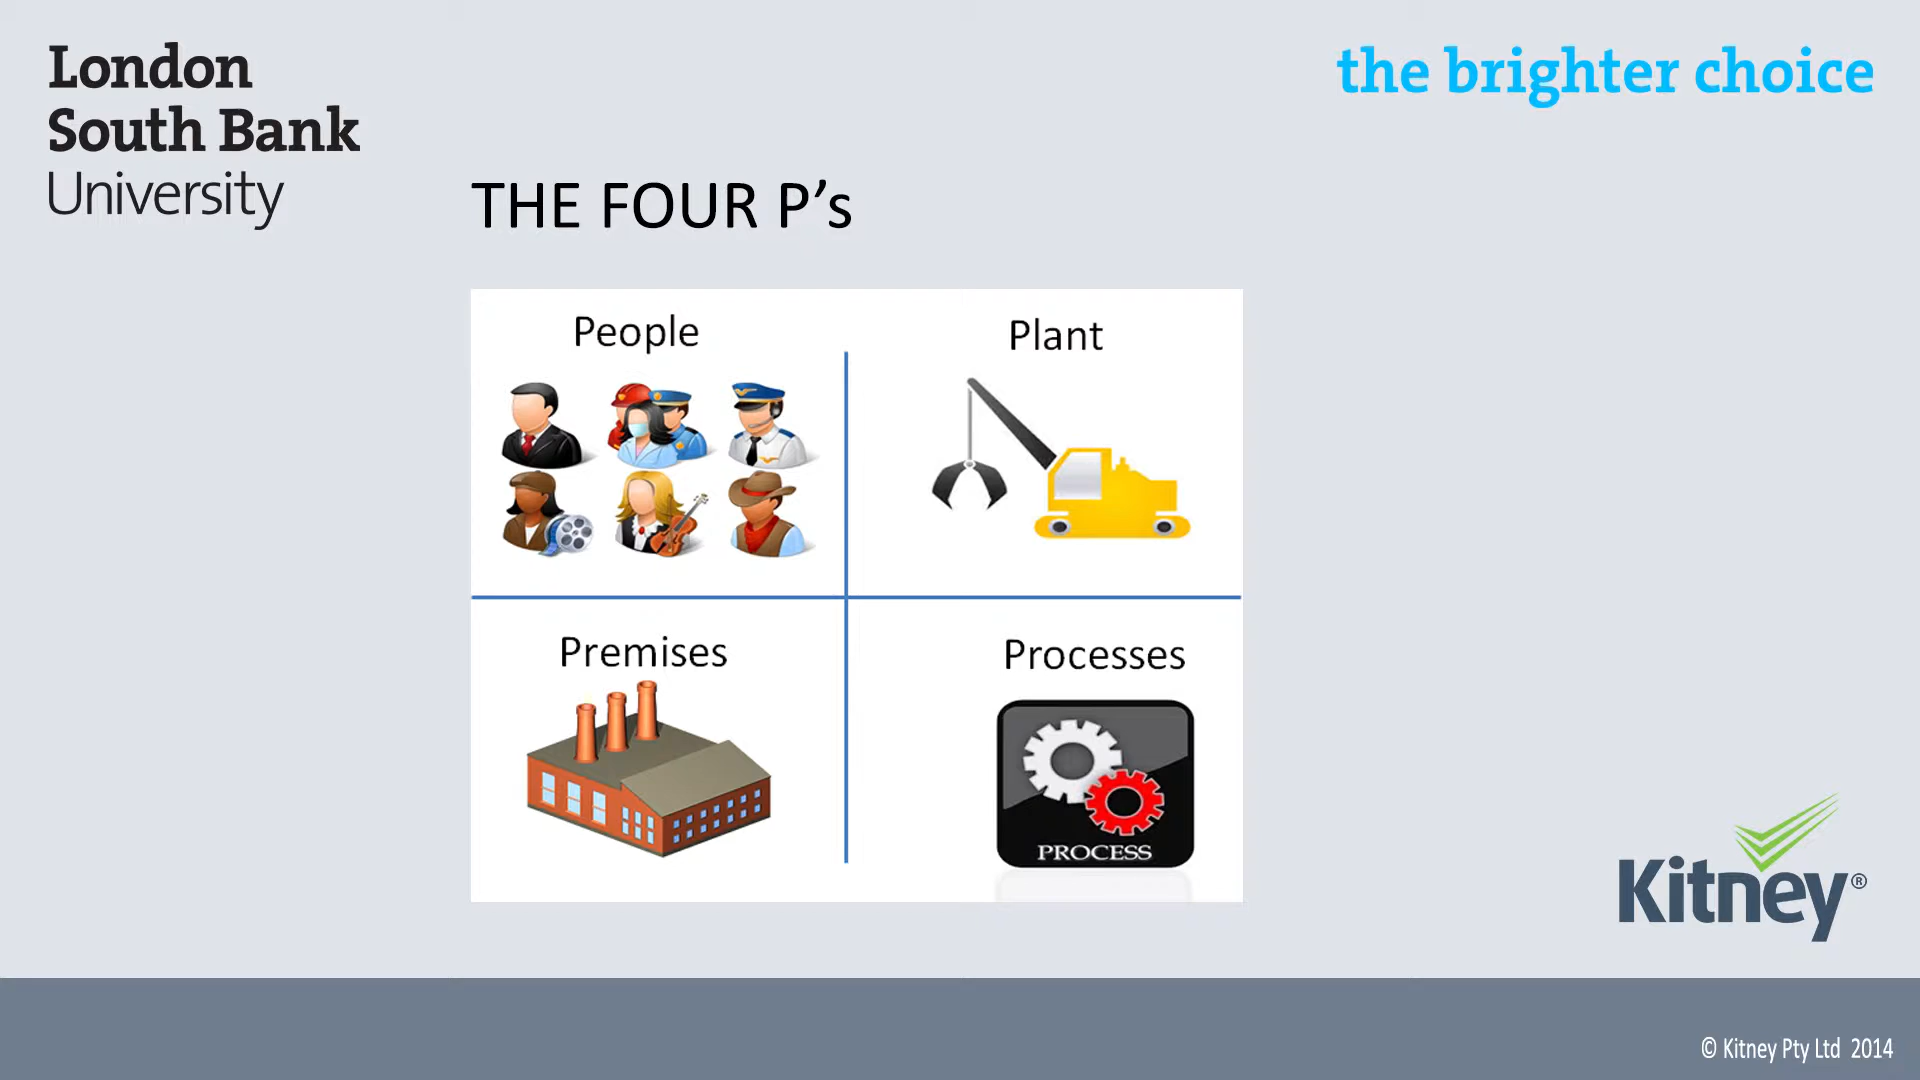 London
South Bank
University
the brighter choice
THE FOUR P’s
People
Plant
Premises
Processes
PROCESS
Kitney®
© Kitney Pty Ltd 2014